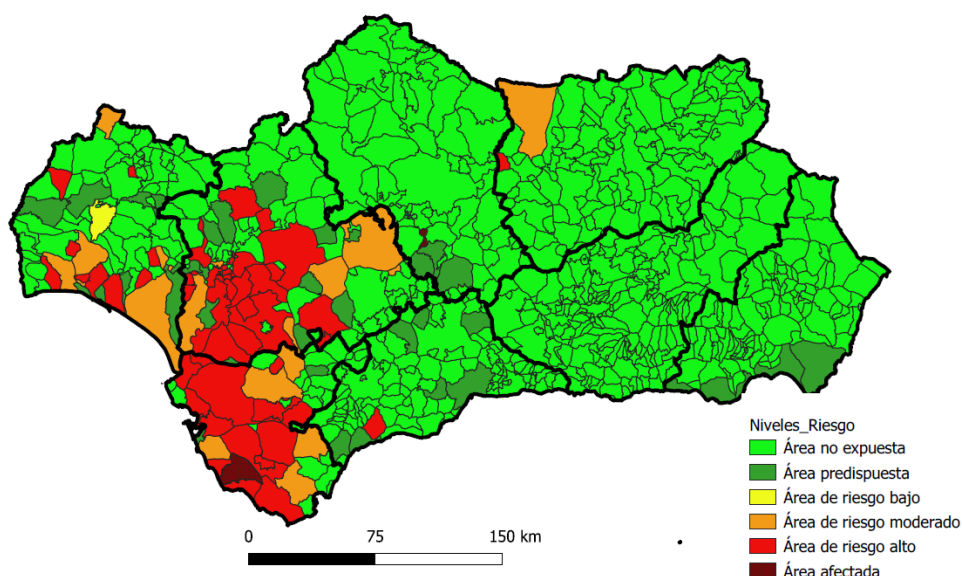 Niveles_Riesgo
Área no expuesta
Área predispuesta
Área de riesgo bajo
Área de riesgo moderado
Área de riesgo alto
Área afectada
0 75 150 km